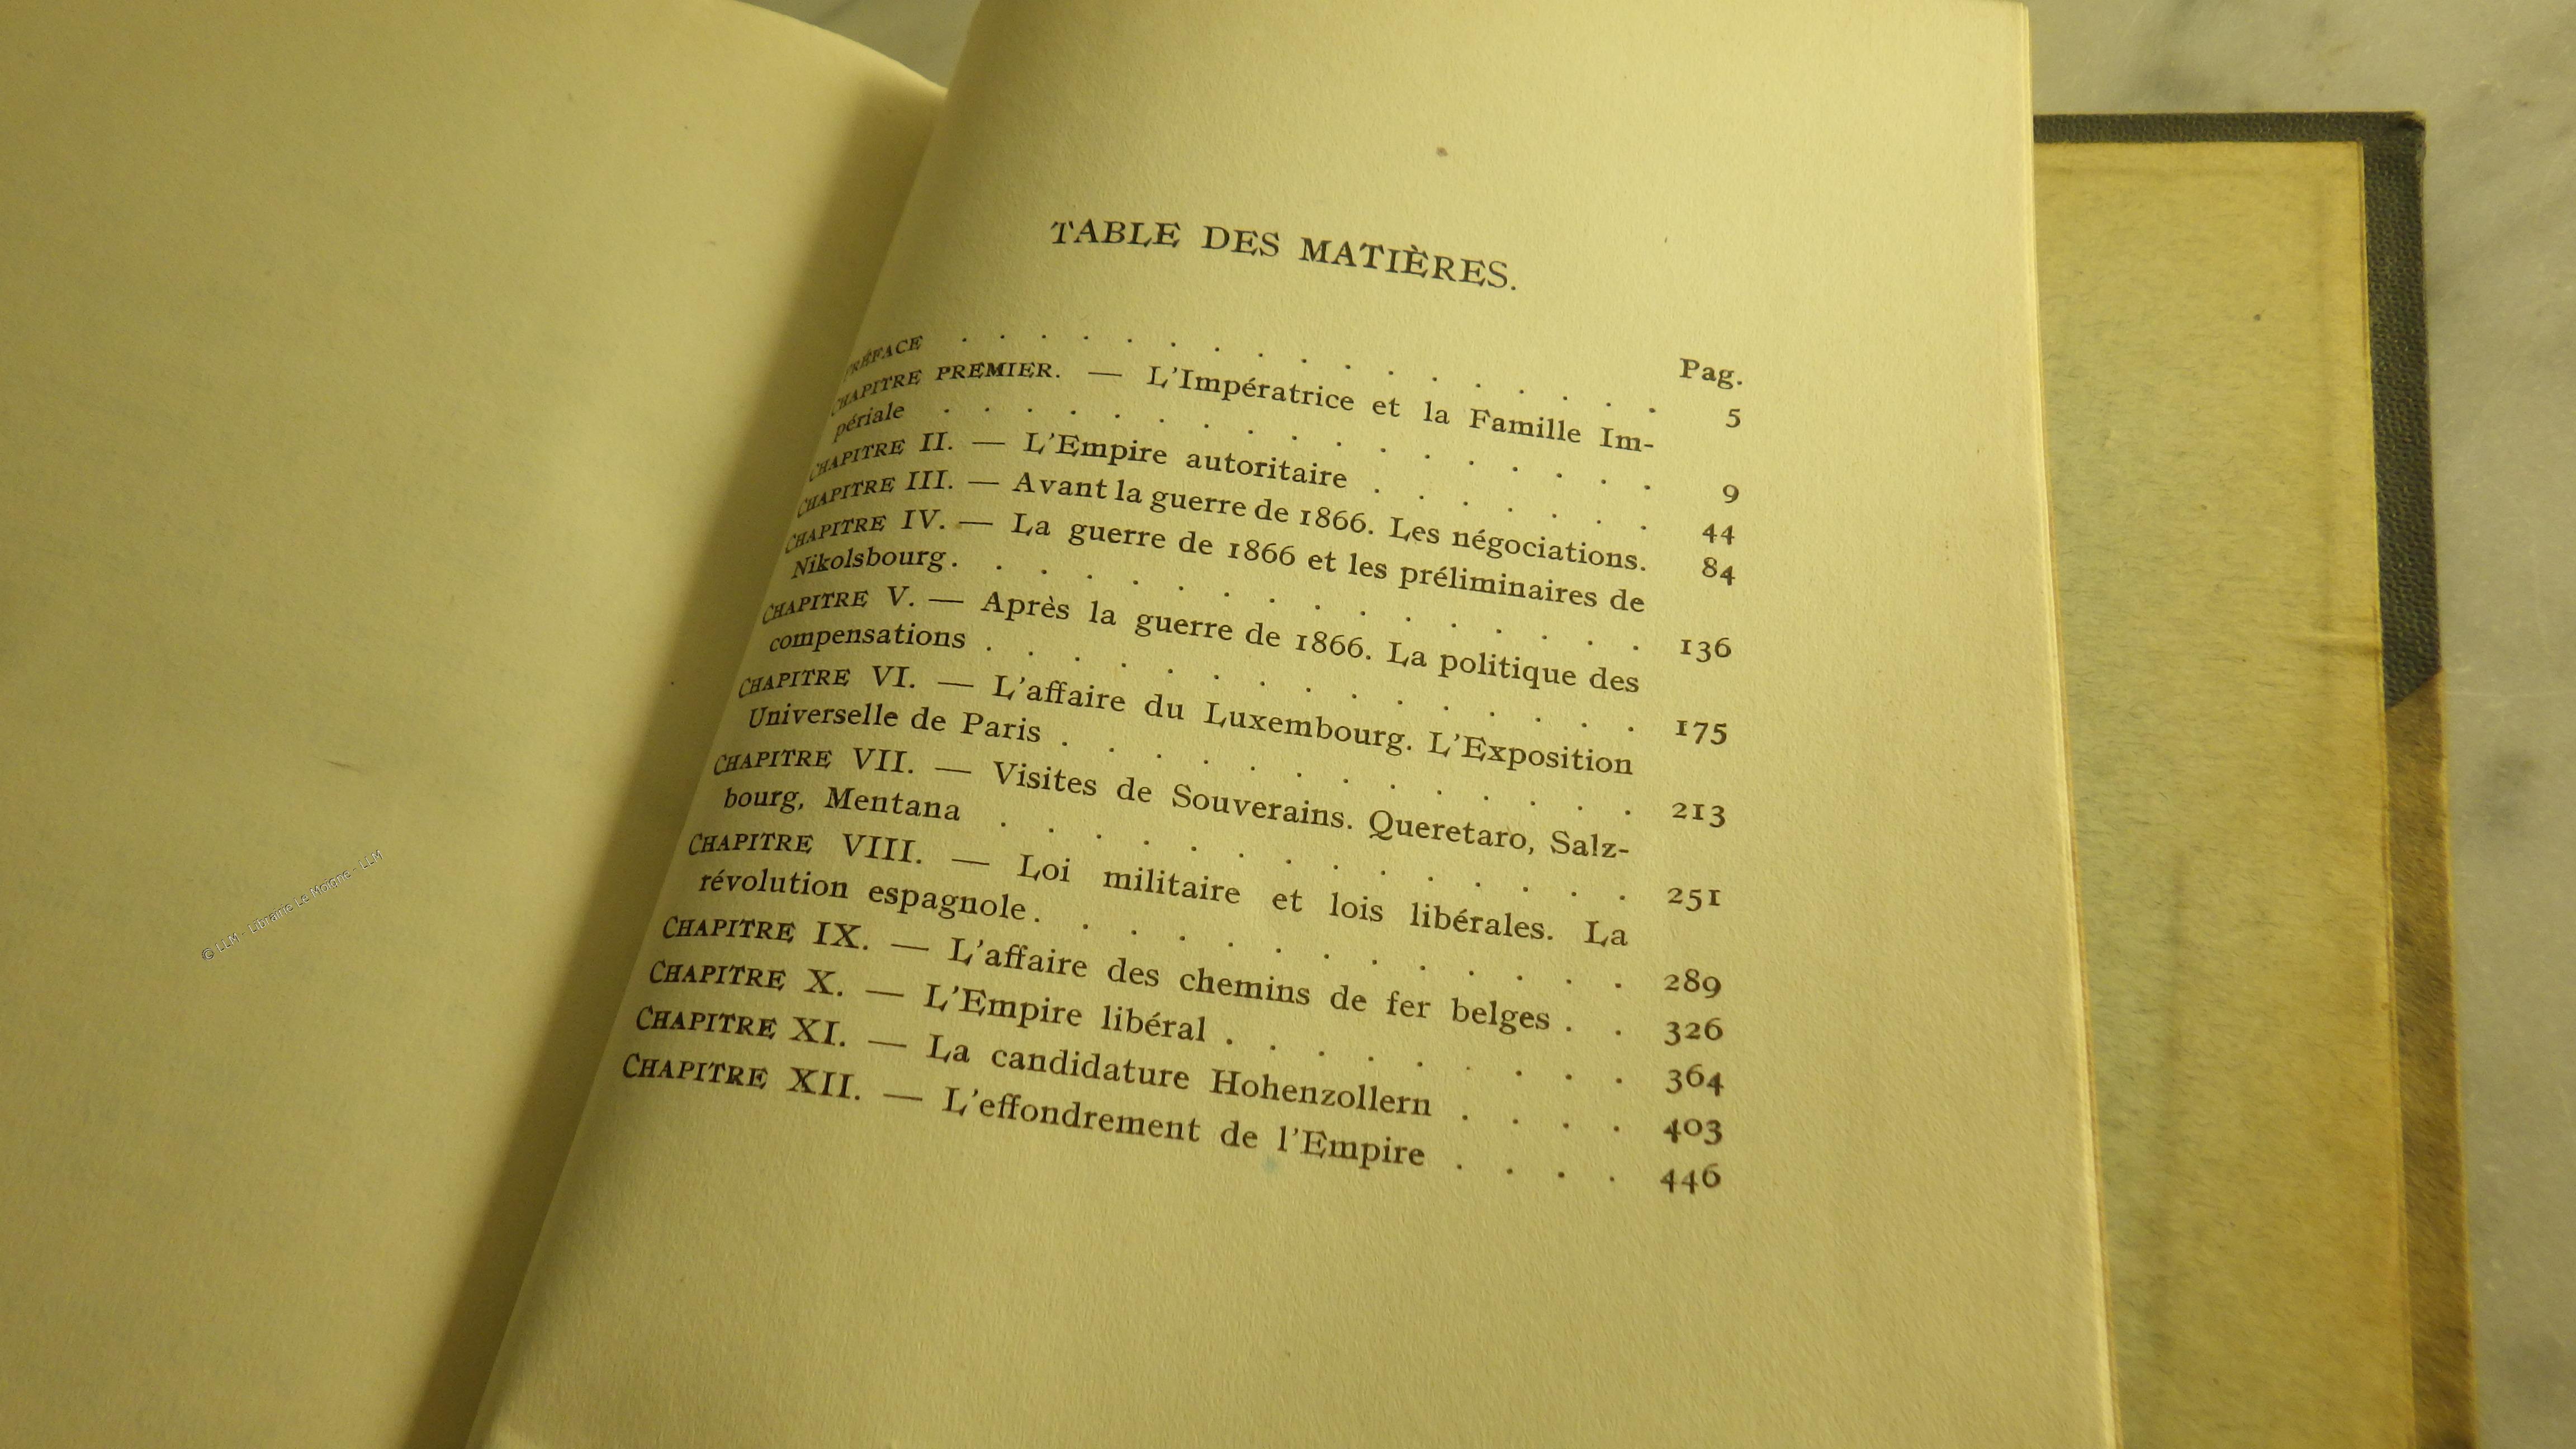 TABLE DES MATIÈRES.
Pag.
PRÉFACE . . . . . . . . . . . . . . . . . 5
CHAPITRE PREMIER. — L'Impératrice et la Famille Im-
périale . . . . . . . . . . . . . . . . . 9
CHAPITRE II. — L'Empire autoritaire . . . . . . . 44
CHAPITRE III. — Avant la guerre de 1866. Les négociations. 84
CHAPITRE IV. — La guerre de 1866 et les préliminaires de
Nikolsbourg. . . . . . . . . . . . . . . . 136
CHAPITRE V. — Après la guerre de 1866. La politique des
compensations . . . . . . . . . . . . . . . 175
CHAPITRE VI. — L'affaire du Luxembourg. L'Exposition
Universelle de Paris . . . . . . . . . . . . . 213
CHAPITRE VII. — Visites de Souverains. Queretaro, Salz-
bourg, Mentana . . . . . . . . . . . . . . 251
CHAPITRE VIII. — Loi militaire et lois libérales. La
révolution espagnole. . . . . . . . . . . . . 289
CHAPITRE IX. — L'affaire des chemins de fer belges . . 326
CHAPITRE X. — L'Empire libéral . . . . . . . . . 364
CHAPITRE XI. — La candidature Hohenzollern . . . . 403
CHAPITRE XII. — L'effondrement de l'Empire . . . . 446
© LLM - Librairie Le Moigne - LLM